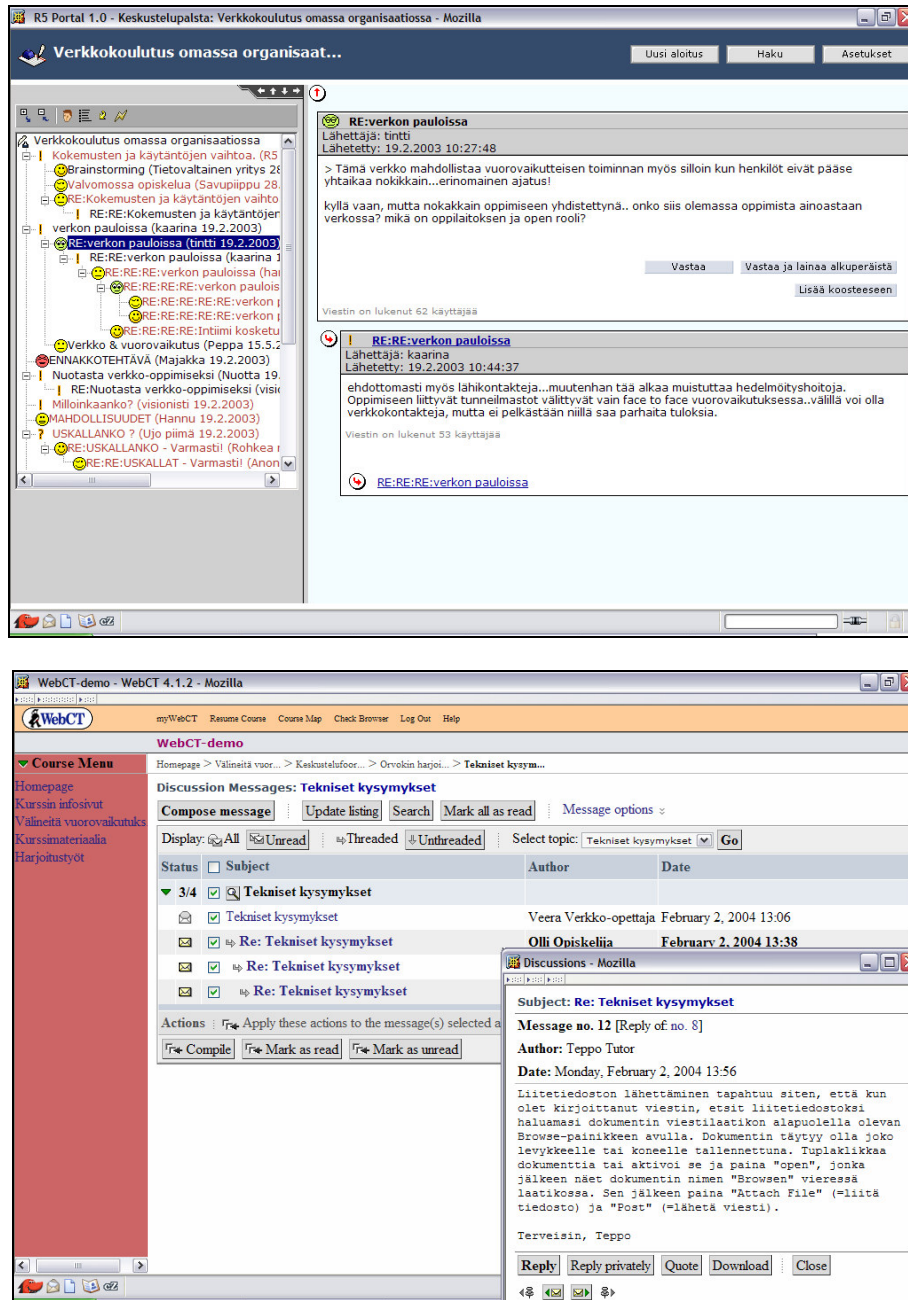 R5 Portal 1.0 - Keskustelupalsta: Verkkokoulutus omassa organisaatiossa - Mozilla
Verkkokoulutus omassa organisaat...
Uusi aloitus Haku Asetukset
Verkkokoulutus omassa organisaatiossa
! Kokemusten ja käytäntöjen vaihtoa. (R5
Brainstorming (Tietovaltainen yritys 28
Valvomossa opiskelua (Savupiippu 28.
RE:Kokemusten ja käytäntöjen vaihto
! RE:RE:Kokemusten ja käytäntöjen
! verkon pauloissa (kaarina 19.2.2003)
RE:verkon pauloissa (tintti 19.2.2003)
! RE:RE:verkon pauloissa (kaarina 1
RE:RE:RE:verkon pauloissa (har
RE:RE:RE:RE:verkon paulois
RE:RE:RE:RE:RE:verkon p
RE:RE:RE:RE:RE:verkon p
RE:RE:RE:RE:Intiimi kosketu
Verkko & vuorovaikutus (Peppa 15.5.2
ENNAKKOTEHTÄVÄ (Majakka 19.2.2003)
! Nuotasta verkko-oppimiseksi (Nuotta 19.
! RE:Nuotasta verkko-oppimiseksi (visio
! Milloinkaanko? (visionisti 19.2.2003)
MAHDOLLISUUDET (Hannu 19.2.2003)
? USKALLANKO ? (Ujo piimä 19.2.2003)
RE:USKALLANKO - Varmasti! (Rohkea r
RE:RE:USKALLAT - Varmasti! (Anon
RE:verkon pauloissa
Lähettäjä: tintti
Lähetetty: 19.2.2003 10:27:48
> Tämä verkko mahdollistaa vuorovaikutteisen toiminnan myös silloin kun henkilöt eivät pääse
yhtaikaa nokikkain...erinomainen ajatus!
kyllä vaan, mutta nokakkain oppimiseen yhdistettynä.. onko siis olemassa oppimista ainoastaan
verkossa? mikä on oppilaitoksen ja open rooli?
Vastaa Vastaa ja lainaa alkuperäistä
Lisää koosteeseen
Viestin on lukenut 62 käyttäjää
! RE:RE:verkon pauloissa
Lähettäjä: kaarina
Lähetetty: 19.2.2003 10:44:37
ehdottomasti myös lähikontakteja...muutenhan tää alkaa muistuttaa hedelmöityshoitoja.
Oppimiseen liittyvät tunneilmastot välittyvät vain face to face vuorovaikutuksessa..välillä voi olla
verkkokontakteja, mutta ei pelkästään niillä saa parhaita tuloksia.
Viestin on lukenut 53 käyttäjää
RE:RE:RE:verkon pauloissa
WebCT-demo - WebCT 4.1.2 - Mozilla
WebCT myWebCT Resume Course Course Map Check Browser Log Out Help
WebCT-demo
Course Menu
Homepage
Kurssin infosivut
Välineitä vuorovaikutuks
Kurssimateriaalia
Harjoitustyöt
Homepage > Välineitä vuor... > Keskustelufoor... > Orvokin harjoi... > Tekniset kysym...
Discussion Messages: Tekniset kysymykset
Compose message Update listing Search Mark all as read Message options
Display: All Unread Threaded Unthreaded Select topic: Tekniset kysymykset Go
Status Subject Author Date
3/4 Tekniset kysymykset
Tekniset kysymykset Veera Verkko-opettaja February 2, 2004 13:06
Re: Tekniset kysymykset Olli Opiskelija February 2, 2004 13:38
Re: Tekniset kysymykset
Re: Tekniset kysymykset
Actions Apply these actions to the message(s) selected a
Compile Mark as read Mark as unread
Discussions - Mozilla
Subject: Re: Tekniset kysymykset
Message no. 12 [Reply of: no. 8]
Author: Teppo Tutor
Date: Monday, February 2, 2004 13:56
Liitetiedoston lähettäminen tapahtuu siten, että kun
olet kirjoittanut viestin, etsit liitetiedostoksi
haluamasi dokumentin viestilaatikon alapuolella olevan
Browse-painikkeen avulla. Dokumentin täytyy olla joko
levykkeelle tai koneelle tallennettuna. Tuplaklikkaa
dokumenttia tai aktivoi se ja paina "open", jonka
jälkeen näet dokumentin nimen "Browsen" vieressä
laatikossa. Sen jälkeen paina "Attach File" (=liitä
tiedosto) ja "Post" (=lähetä viesti).
Terveisin, Teppo
Reply Reply privately Quote Download Close